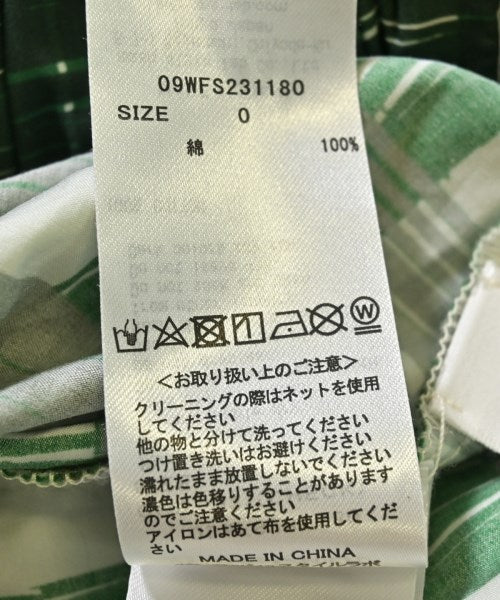 09WFS231180
SIZE 0
綿 100%
W
<お取り扱い上のご注意>
クリーニングの際はネットを使用
してください
他の物と分けて洗ってください
つけ置き洗いはお避けください
濡れたまま放置しないでください
濃色は色移りすることがあります
のでご注意ください
アイロンはあて布を使用してくだ
さい
MADE IN CHINA
スタイルラボ